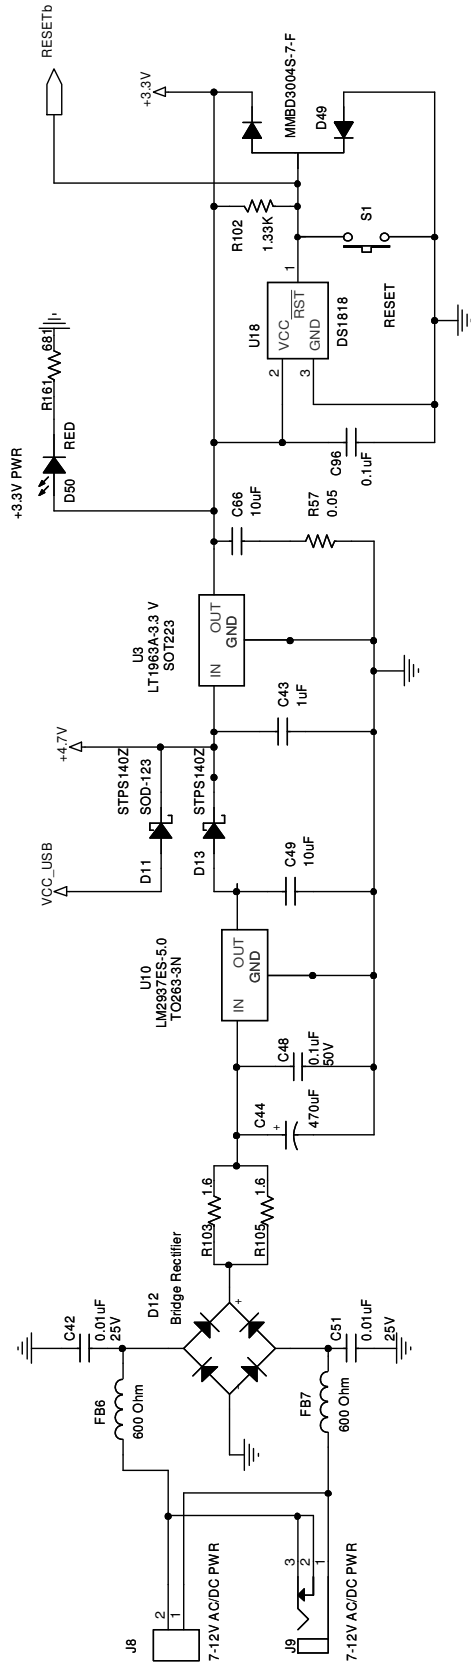 J8
7-12V AC/DC PWR
2
1
J9
7-12V AC/DC PWR
3
2
1
FB6
600 Ohm
FB7
600 Ohm
C42
0.01uF
25V
C51
0.01uF
25V
D12
Bridge Rectifier
+
-
R103
1.6
R105
1.6
C44
+
470uF
C48
0.1uF
50V
U10
LM2937ES-5.0
TO263-3N
IN
OUT
GND
C49
10uF
VCC_USB
D11
STPS140Z
SOD-123
D13
STPS140Z
+4.7V
C43
1uF
U3
LT1963A-3.3 V
SOT223
IN
OUT
GND
C66
10uF
R57
0.05
+3.3V PWR
D50
RED
R161
681
C96
0.1uF
U18
VCC
RST
GND
DS1818
2
3
1
R102
1.33K
RESET
S1
D49
MMBD3004S-7-F
+3.3V
RESETb